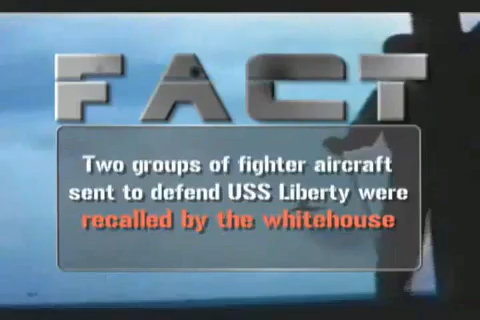 FACT
Two groups of fighter aircraft
sent to defend USS Liberty were
recalled by the whitehouse